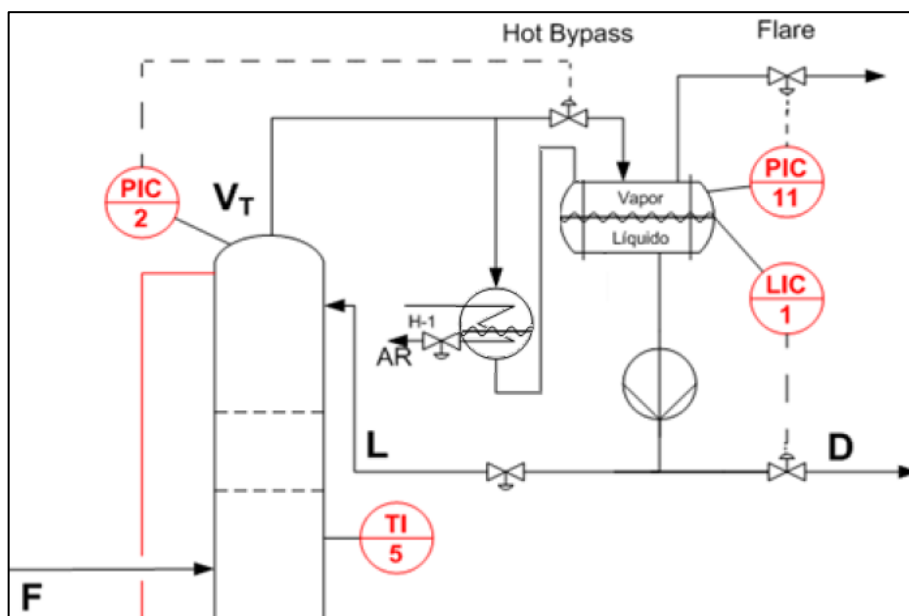 Hot Bypass
Flare
PIC
2
V_T
PIC
11
Vapor
Líquido
LIC
1
H-1
AR
L
D
TI
5
F